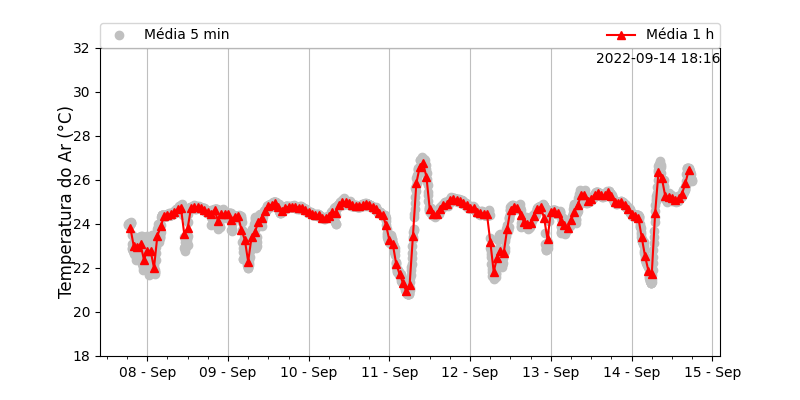 Média 5 min
Média 1 h
2022-09-14 18:16
Temperatura do Ar (°C)
32
30
28
26
24
22
20
18
08 - Sep
09 - Sep
10 - Sep
11 - Sep
12 - Sep
13 - Sep
14 - Sep
15 - Sep